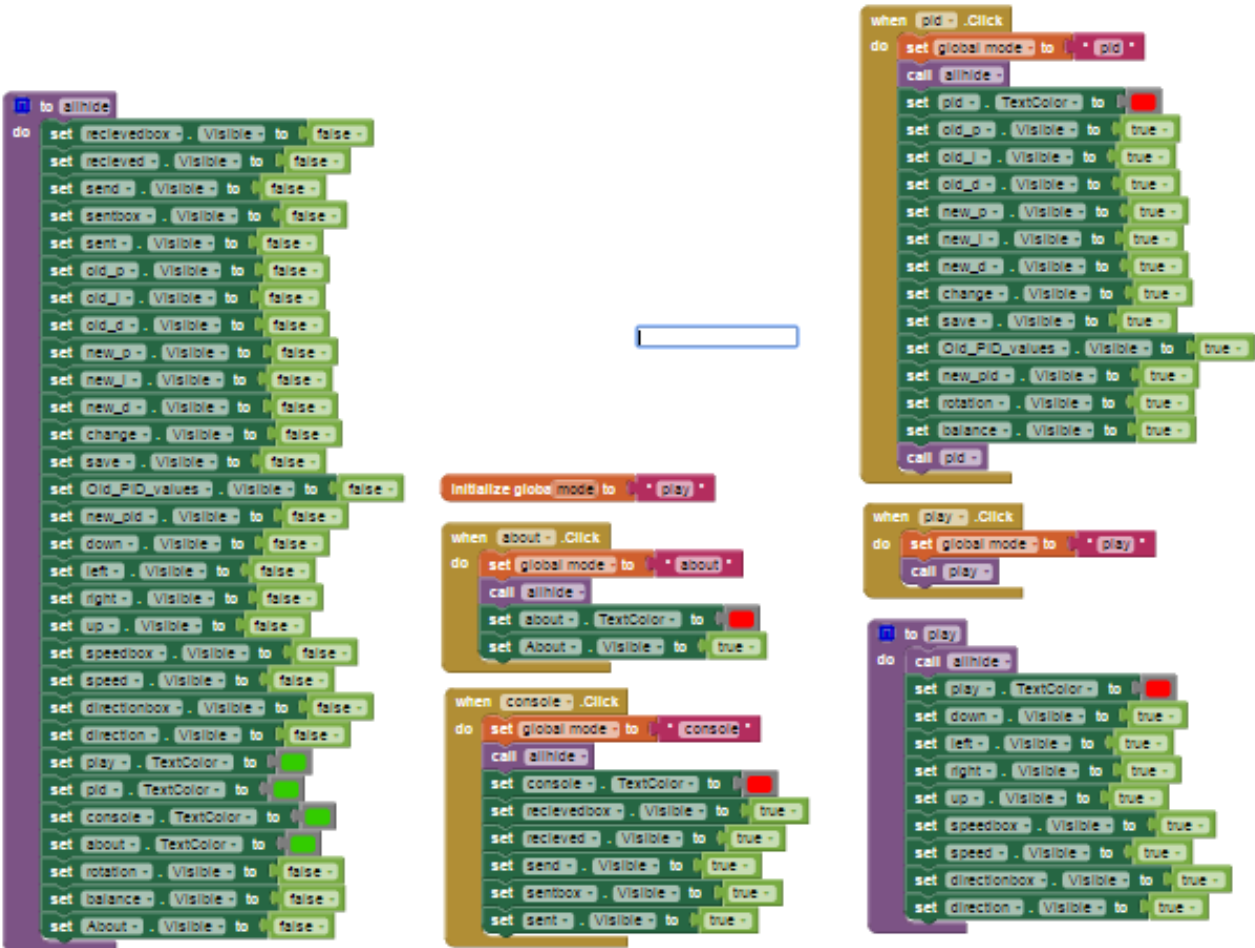 to allhide
do set recievedbox . Visible to false
set recieved . Visible to false
set send . Visible to false
set sentbox . Visible to false
set sent . Visible to false
set old_p . Visible to false
set old_i . Visible to false
set old_d . Visible to false
set new_p . Visible to false
set new_i . Visible to false
set new_d . Visible to false
set change . Visible to false
set save . Visible to false
set Old_PID_values . Visible to false
set new_pid . Visible to false
set down . Visible to false
set left . Visible to false
set right . Visible to false
set up . Visible to false
set speedbox . Visible to false
set speed . Visible to false
set directionbox . Visible to false
set direction . Visible to false
set play . TextColor to
set pid . TextColor to
set console . TextColor to
set about . TextColor to
set rotation . Visible to false
set balance . Visible to false
set About . Visible to false
initialize global mode to " play "
when about .Click
do set global mode to " about "
call allhide
set about . TextColor to
set About . Visible to true
when console .Click
do set global mode to " console "
call allhide
set console . TextColor to
set recievedbox . Visible to true
set recieved . Visible to true
set send . Visible to true
set sentbox . Visible to true
set sent . Visible to true
when pid .Click
do set global mode to " pid "
call allhide
set pid . TextColor to
set old_p . Visible to true
set old_i . Visible to true
set old_d . Visible to true
set new_p . Visible to true
set new_i . Visible to true
set new_d . Visible to true
set change . Visible to true
set save . Visible to true
set Old_PID_values . Visible to true
set new_pid . Visible to true
set rotation . Visible to true
set balance . Visible to true
call pid
when play .Click
do set global mode to " play "
call play
to play
do call allhide
set play . TextColor to
set down . Visible to true
set left . Visible to true
set right . Visible to true
set up . Visible to true
set speedbox . Visible to true
set speed . Visible to true
set directionbox . Visible to true
set direction . Visible to true